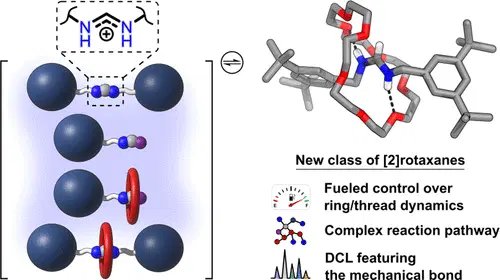 N
H
N
H
+
New class of [2]rotaxanes
E
F
Fueled control over
ring/thread dynamics
Complex reaction pathway
DCL featuring
the mechanical bond